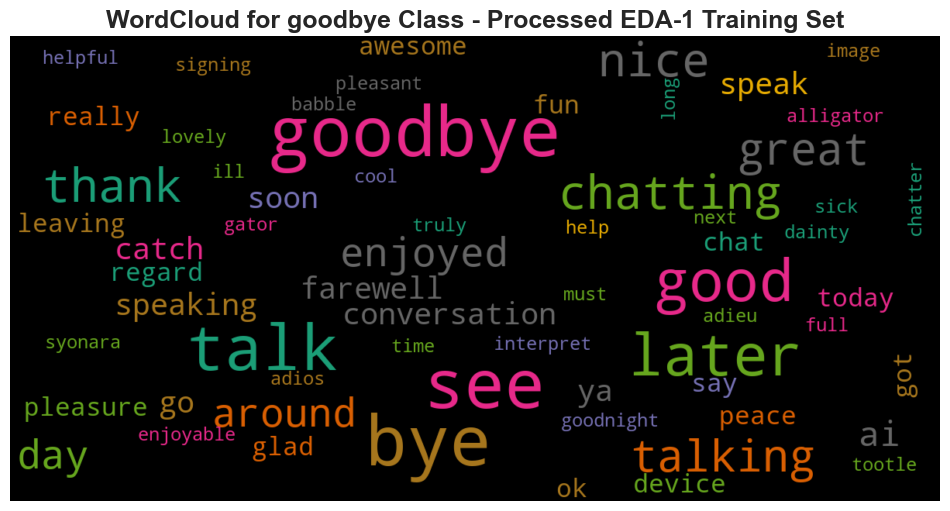 WordCloud for goodbye Class - Processed EDA-1 Training Set
helpful
signing
awesome
nice
image
pleasant
speak
babble
fun
long
alligator
really
goodbye
lovely
great
thank
ill
cool
chatting
soon
sick
chatter
leaving
gator
truly
help
next
dainty
catch
enjoyed
chat
regard
good
speaking
farewell
must
today
conversation
adieu
full
syonara
talk
time
interpret
later
adios
see
ya
say
got
pleasure
go
around
goodnight
peace
enjoyable
glad
bye
ai
day
talking
tootle
ok
device